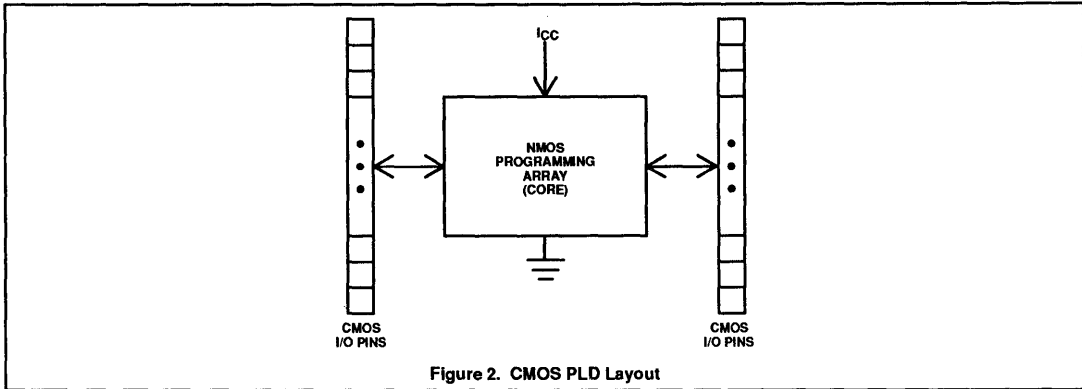 ICC
NMOS
PROGRAMMING
ARRAY
(CORE)
CMOS
I/O PINS
CMOS
I/O PINS
Figure 2. CMOS PLD Layout